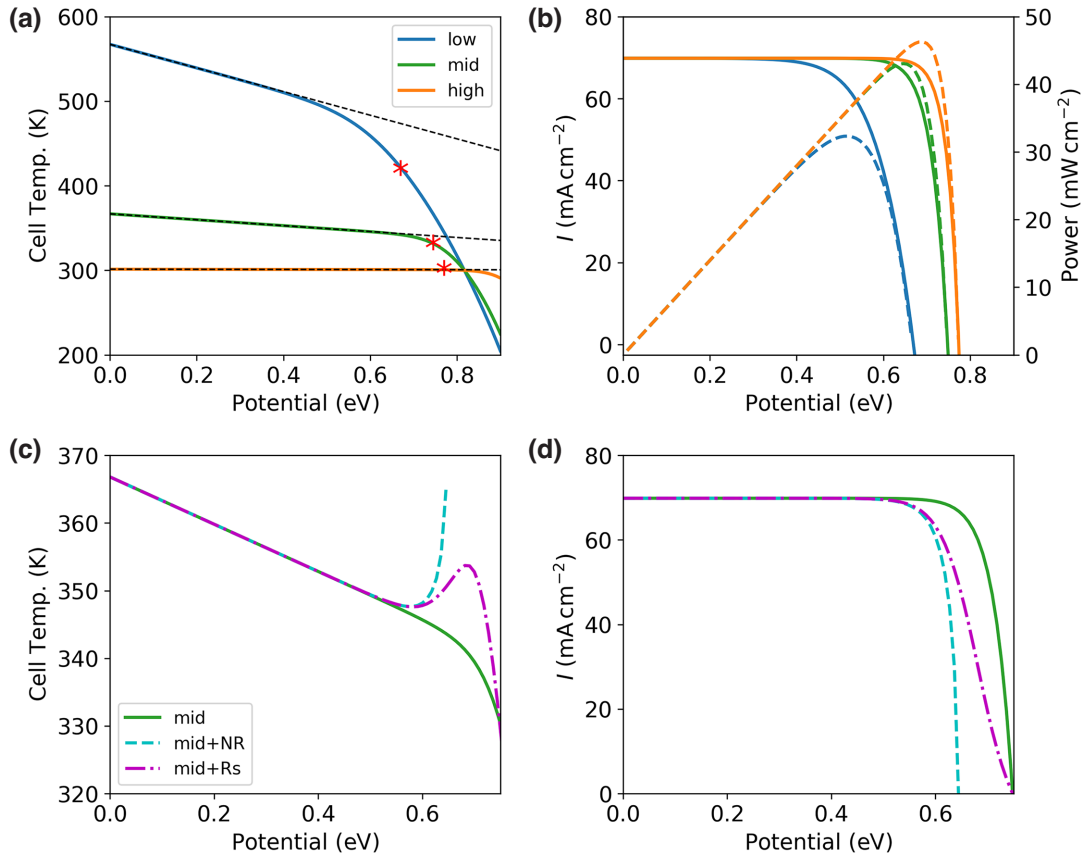 (a)
600
500
400
300
200
Cell Temp. (K)
low
mid
high
0.0 0.2 0.4 0.6 0.8
Potential (eV)
(b)
80
60
40
20
0
I (mA cm−2)
50
40
30
20
10
0
Power (mW cm−2)
0.0 0.2 0.4 0.6 0.8
Potential (eV)
(c)
370
360
350
340
330
320
Cell Temp. (K)
mid
mid+NR
mid+Rs
0.0 0.2 0.4 0.6
Potential (eV)
(d)
80
60
40
20
0
I (mA cm−2)
0.0 0.2 0.4 0.6
Potential (eV)